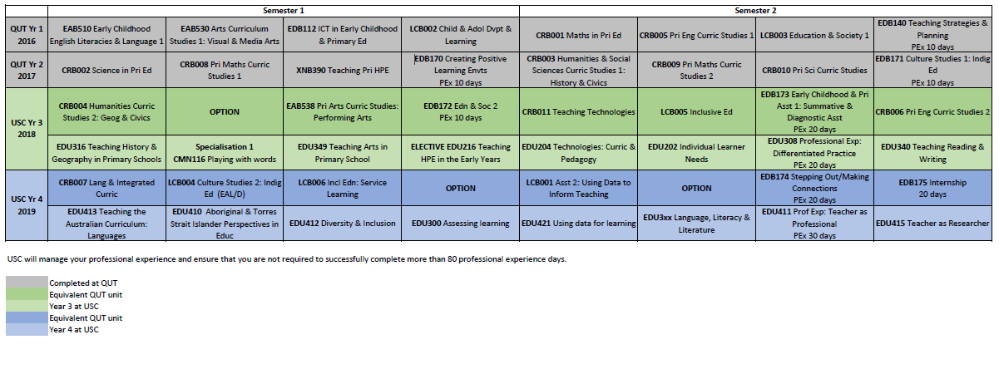 Semester 1 Semester 2
QUT Yr 1
2016
EAB510 Early Childhood
English Literacies & Language 1
EAB530 Arts Curriculum
Studies 1: Visual & Media Arts
EDB112 ICT in Early Childhood
& Primary Ed
LCB002 Child & Adol Dvpt &
Learning
CRB001 Maths in Pri Ed
CRB005 Pri Eng Curric Studies 1
LCB003 Education & Society 1
EDB140 Teaching Strategies &
Planning
PEx 10 days
QUT Yr 2
2017
CRB002 Science in Pri Ed
CRB008 Pri Maths Curric
Studies 1
XNB390 Teaching Pri HPE
EDB170 Creating Positive
Learning Envts
PEx 10 days
CRB003 Humanities & Social
Sciences Curric Studies 1:
History & Civics
CRB009 Pri Maths Curric
Studies 2
CRB010 Pri Sci Curric Studies
EDB171 Culture Studies 1: Indig
Ed
PEx 10 days
USC Yr 3
2018
CRB004 Humanities Curric
Studies 2: Geog & Civics
OPTION
EAB538 Pri Arts Curric Studies:
Performing Arts
EDB172 Edn & Soc 2
PEx 10 days
CRB011 Teaching Technologies
LCB005 Inclusive Ed
EDB173 Early Childhood & Pri
Asst 1: Summative &
Diagnostic Asst
PEx 20 days
CRB006 Pri Eng Curric Studies 2
EDU316 Teaching History &
Geography in Primary Schools
Specialisation 1
CMN116 Playing with words
EDU349 Teaching Arts in
Primary School
ELECTIVE EDU216 Teaching
HPE in the Early Years
EDU204 Technologies: Curric &
Pedagogy
EDU202 Individual Learner
Needs
EDU308 Professional Exp:
Differentiated Practice
PEx 20 days
EDU340 Teaching Reading &
Writing
USC Yr 4
2019
CRB007 Lang & Integrated
Curric
LCB004 Culture Studies 2: Indig
Ed (EAL/D)
LCB006 Incl Edn: Service
Learning
OPTION
LCB001 Asst 2: Using Data to
Inform Teaching
OPTION
EDB174 Stepping Out/Making
Connections
PEx 20 days
EDB175 Internship
20 days
EDU413 Teaching the
Australian Curriculum:
Languages
EDU410 Aboriginal & Torres
Strait Islander Perspectives in
Educ
EDU412 Diversity & Inclusion
EDU300 Assessing learning
EDU421 Using data for learning
EDU3xx Language, Literacy &
Literature
EDU411 Prof Exp: Teacher as
Professional
PEx 30 days
EDU415 Teacher as Researcher
USC will manage your professional experience and ensure that you are not required to successfully complete more than 80 professional experience days.
Completed at QUT
Equivalent QUT unit
Year 3 at USC
Equivalent QUT unit
Year 4 at USC